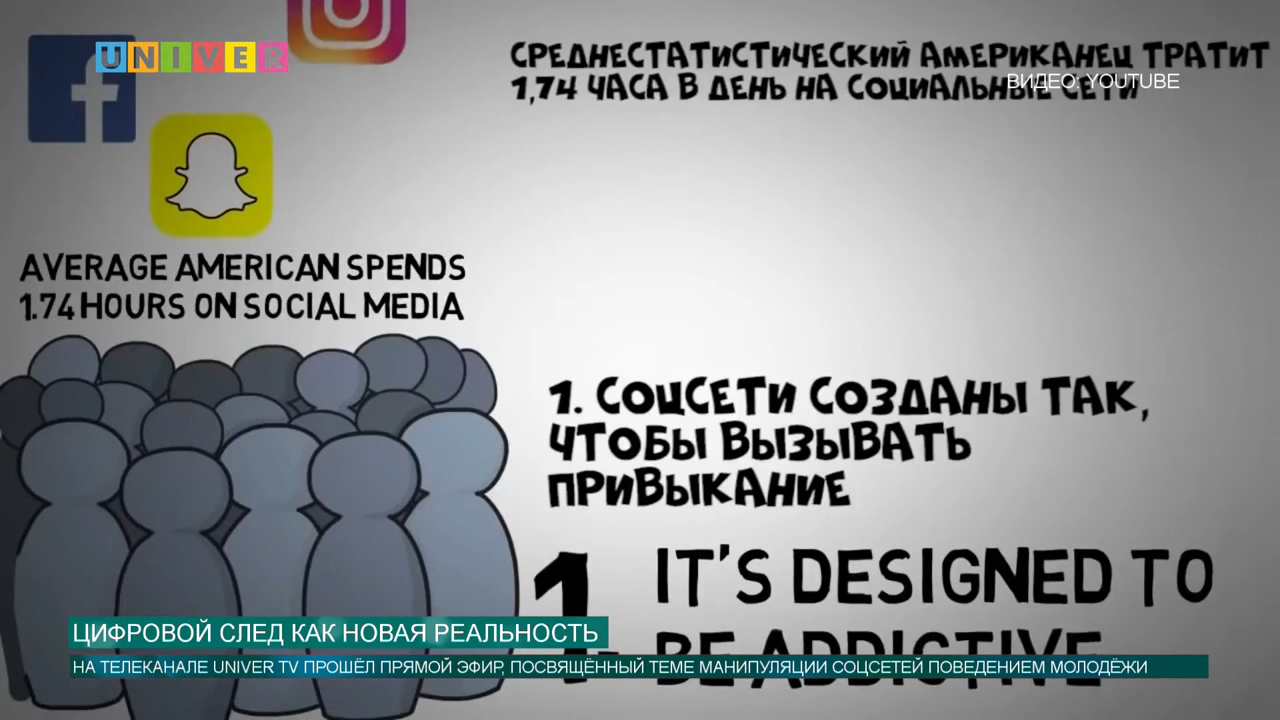 UNIVER
СРЕДНЕСТАТИСТИЧЕСКИЙ АМЕРИКАНЕЦ ТРАТИТ
1,74 ЧАСА В ДЕНЬ НА СОЦИАЛЬНЫЕ СЕТИ
ВИДЕО: YOUTUBE
AVERAGE AMERICAN SPENDS
1.74 HOURS ON SOCIAL MEDIA
1. СОЦСЕТИ СОЗДАНЫ ТАК,
ЧТОБЫ ВЫЗЫВАТЬ
ПРИВЫКАНИЕ
1. IT'S DESIGNED TO
BE ADDICTIVE
ЦИФРОВОЙ СЛЕД КАК НОВАЯ РЕАЛЬНОСТЬ
НА ТЕЛЕКАНАЛЕ UNIVER TV ПРОШЁЛ ПРЯМОЙ ЭФИР, ПОСВЯЩЁННЫЙ ТЕМЕ МАНИПУЛЯЦИИ СОЦСЕТЕЙ ПОВЕДЕНИЕМ МОЛОДЁЖИ